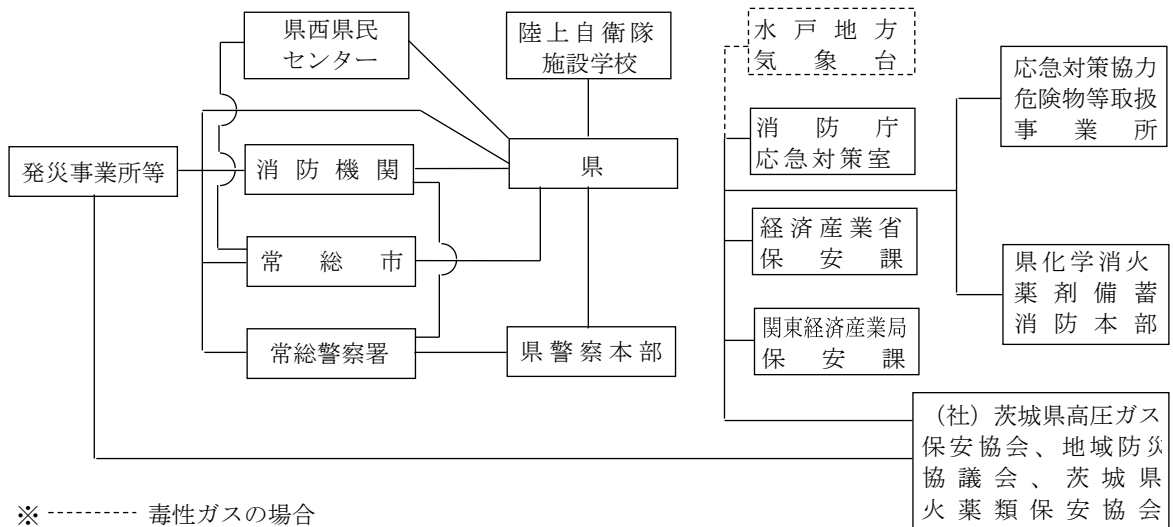 県西県民
センター
陸上自衛隊
施設学校
水戸地方
気象台
応急対策協力
危険物等取扱
事業所
消防庁
応急対策室
発災事業所等
消防機関
県
経済産業省
保安課
常総市
県化学消火
薬剤備蓄
消防本部
関東経済産業局
保安課
常総警察署
県警察本部
（社）茨城県高圧ガス
保安協会、地域防災
協議会、茨城県
火薬類保安協会
※ ---------- 毒性ガスの場合